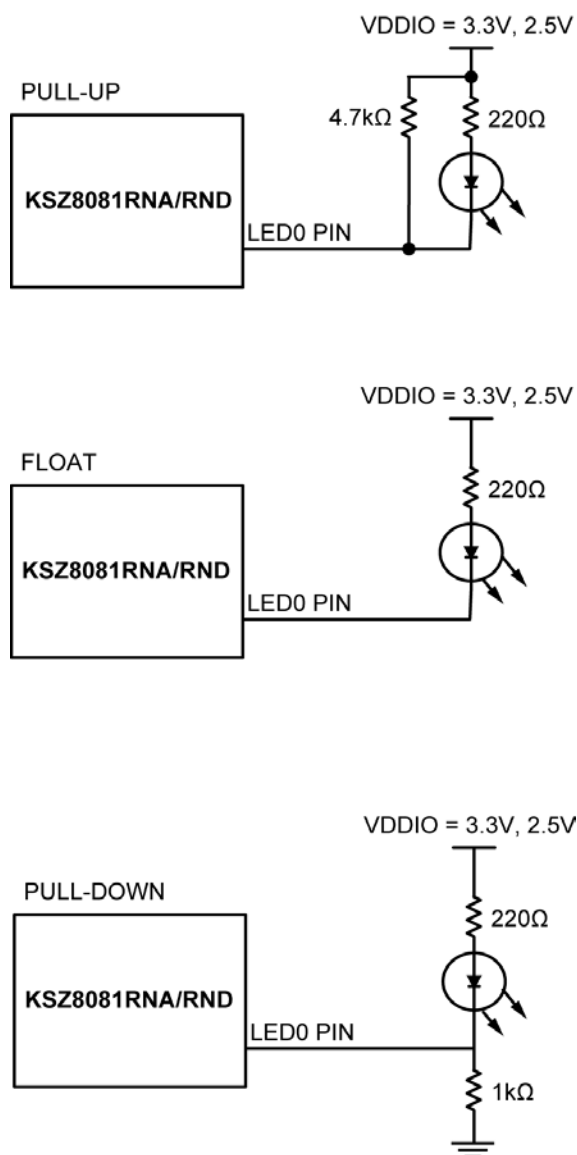 VDDIO = 3.3V, 2.5V
PULL-UP
4.7kΩ
220Ω
KSZ8081RNA/RND
LED0 PIN
VDDIO = 3.3V, 2.5V
FLOAT
220Ω
KSZ8081RNA/RND
LED0 PIN
VDDIO = 3.3V, 2.5V
PULL-DOWN
220Ω
KSZ8081RNA/RND
LED0 PIN
1kΩ